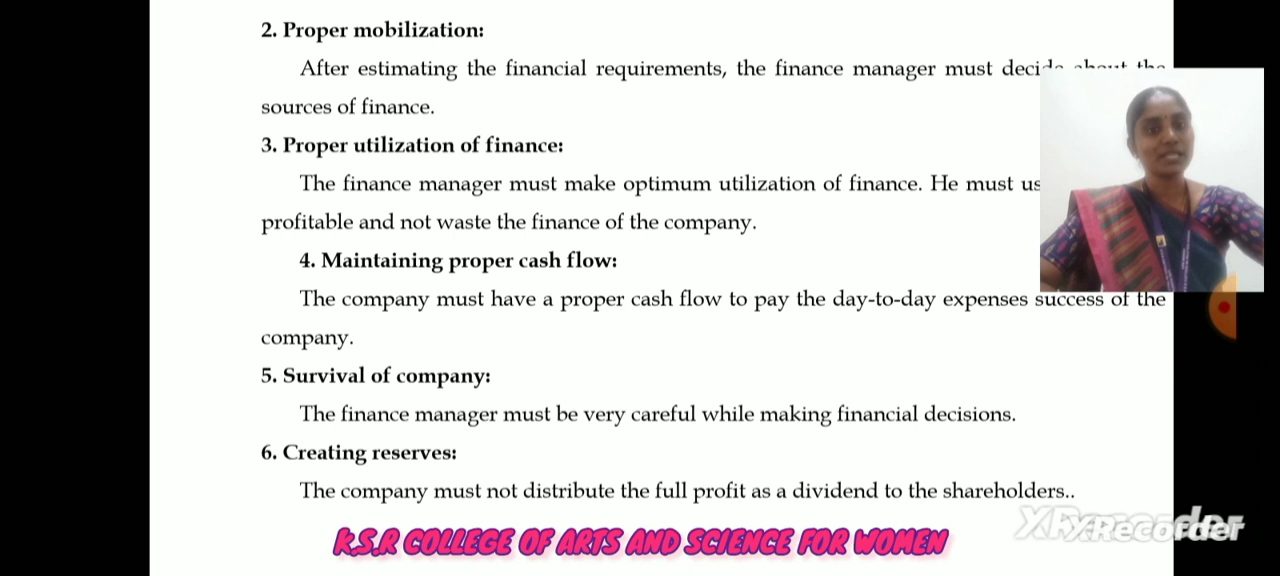 2. Proper mobilization:
After estimating the financial requirements, the finance manager must decide about the
sources of finance.
3. Proper utilization of finance:
The finance manager must make optimum utilization of finance. He must us
profitable and not waste the finance of the company.
4. Maintaining proper cash flow:
The company must have a proper cash flow to pay the day-to-day expenses success of the
company.
5. Survival of company:
The finance manager must be very careful while making financial decisions.
6. Creating reserves:
The company must not distribute the full profit as a dividend to the shareholders..
K.S.R COLLEGE OF ARTS AND SCIENCE FOR WOMEN
XRecorder